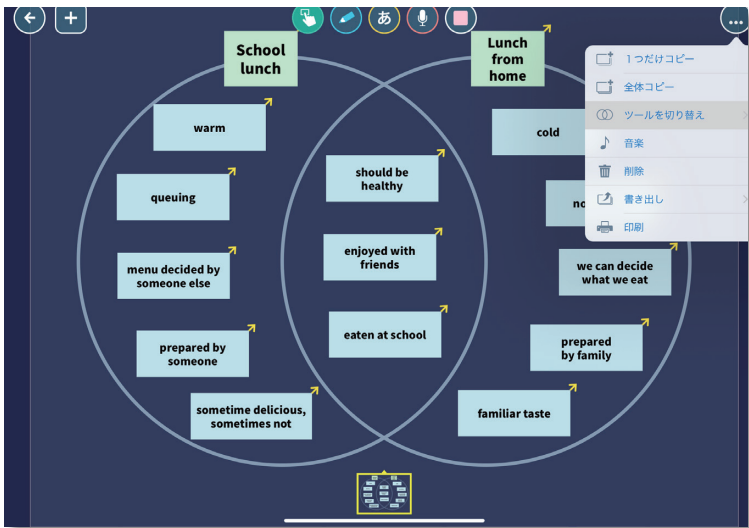 あ
School
lunch
Lunch
from
home
warm
queuing
menu decided by
someone else
prepared by
someone
sometime delicious,
sometimes not
should be
healthy
enjoyed with
friends
eaten at school
cold
no
we can decide
what we eat
prepared
by family
familiar taste
1つだけコピー
全体コピー
ツールを切り替え
音楽
削除
書き出し
印刷